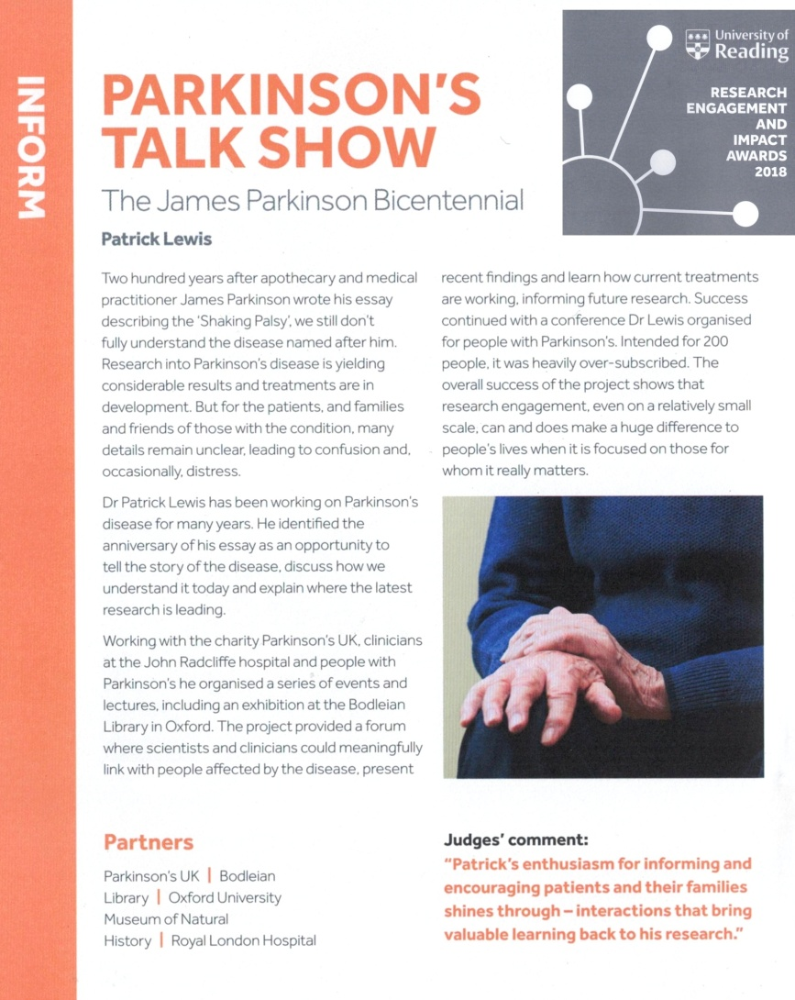 INFORM
PARKINSON'S
TALK SHOW
The James Parkinson Bicentennial
Patrick Lewis
University of
Reading
RESEARCH
ENGAGEMENT
AND
IMPACT
AWARDS
2018
Two hundred years after apothecary and medical
practitioner James Parkinson wrote his essay
describing the 'Shaking Palsy', we still don't
fully understand the disease named after him.
Research into Parkinson's disease is yielding
considerable results and treatments are in
development. But for the patients, and families
and friends of those with the condition, many
details remain unclear, leading to confusion and,
occasionally, distress.
Dr Patrick Lewis has been working on Parkinson's
disease for many years. He identified the
anniversary of his essay as an opportunity to
tell the story of the disease, discuss how we
understand it today and explain where the latest
research is leading.
Working with the charity Parkinson's UK, clinicians
at the John Radcliffe hospital and people with
Parkinson's he organised a series of events and
lectures, including an exhibition at the Bodleian
Library in Oxford. The project provided a forum
where scientists and clinicians could meaningfully
link with people affected by the disease, present
recent findings and learn how current treatments
are working, informing future research. Success
continued with a conference Dr Lewis organised
for people with Parkinson's. Intended for 200
people, it was heavily over-subscribed. The
overall success of the project shows that
research engagement, even on a relatively small
scale, can and does make a huge difference to
people's lives when it is focused on those for
whom it really matters.
Partners
Parkinson's UK | Bodleian
Library | Oxford University
Museum of Natural
History | Royal London Hospital
Judges' comment:
"Patrick's enthusiasm for informing and
encouraging patients and their families
shines through – interactions that bring
valuable learning back to his research."